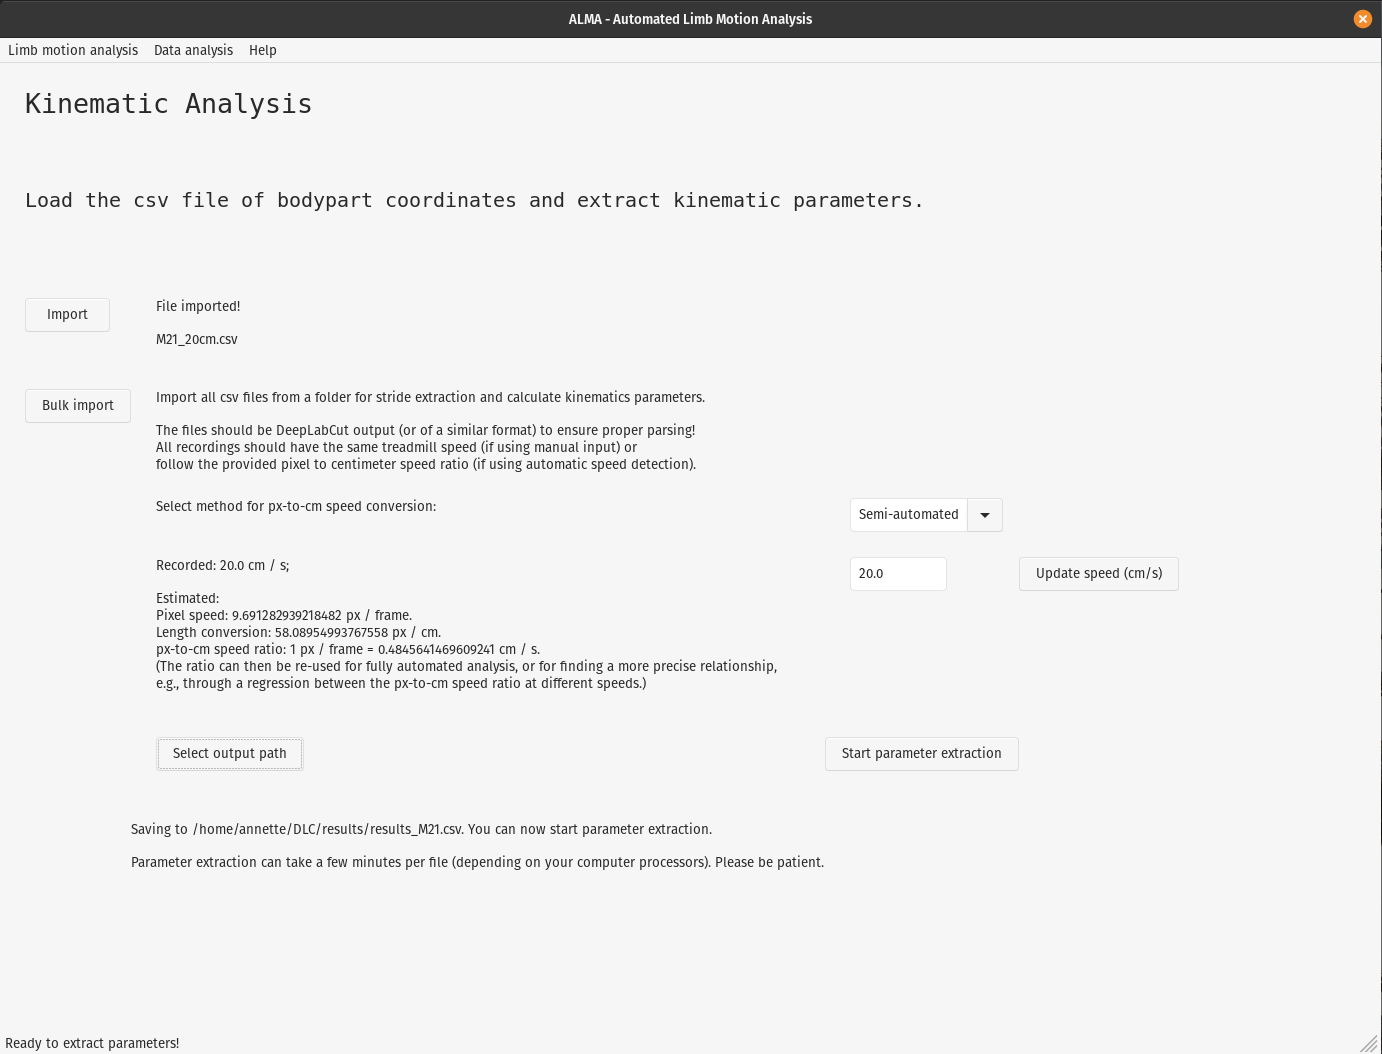 ALMA - Automated Limb Motion Analysis
Limb motion analysis Data analysis Help
Kinematic Analysis
Load the csv file of bodypart coordinates and extract kinematic parameters.
Import
File imported!
M21_20cm.csv
Bulk import
Import all csv files from a folder for stride extraction and calculate kinematics parameters.
The files should be DeepLabCut output (or of a similar format) to ensure proper parsing!
All recordings should have the same treadmill speed (if using manual input) or
follow the provided pixel to centimeter speed ratio (if using automatic speed detection).
Select method for px-to-cm speed conversion:
Semi-automated
Recorded: 20.0 cm / s;
20.0
Update speed (cm/s)
Estimated:
Pixel speed: 9.691282939218482 px / frame.
Length conversion: 58.08954993767558 px / cm.
px-to-cm speed ratio: 1 px / frame = 0.4845641469609241 cm / s.
(The ratio can then be re-used for fully automated analysis, or for finding a more precise relationship,
e.g., through a regression between the px-to-cm speed ratio at different speeds.)
Select output path
Start parameter extraction
Saving to /home/annette/DLC/results/results_M21.csv. You can now start parameter extraction.
Parameter extraction can take a few minutes per file (depending on your computer processors). Please be patient.
Ready to extract parameters!